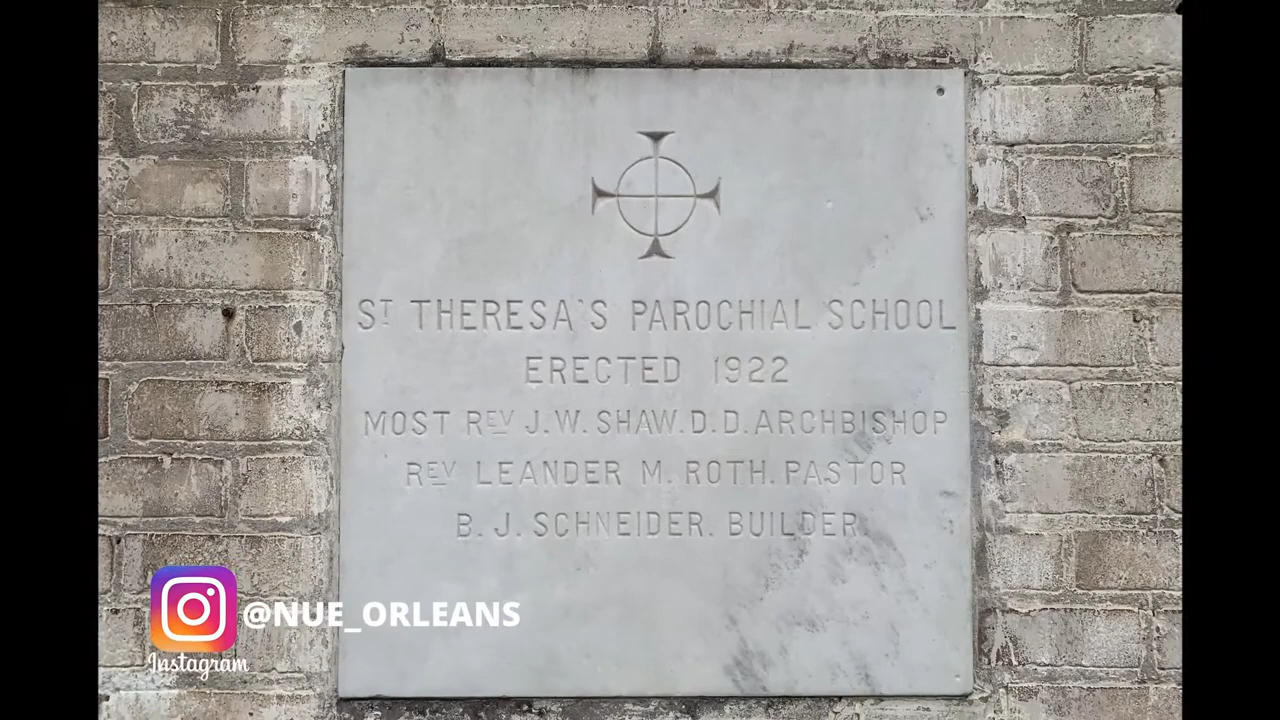 ST THERESA'S PAROCHIAL SCHOOL
ERECTED 1922
MOST REV J.W. SHAW.D.D.ARCHBISHOP
REV LEANDER M. ROTH. PASTOR
B. J. SCHNEIDER. BUILDER.
@NUE_ORLEANS
Instagram